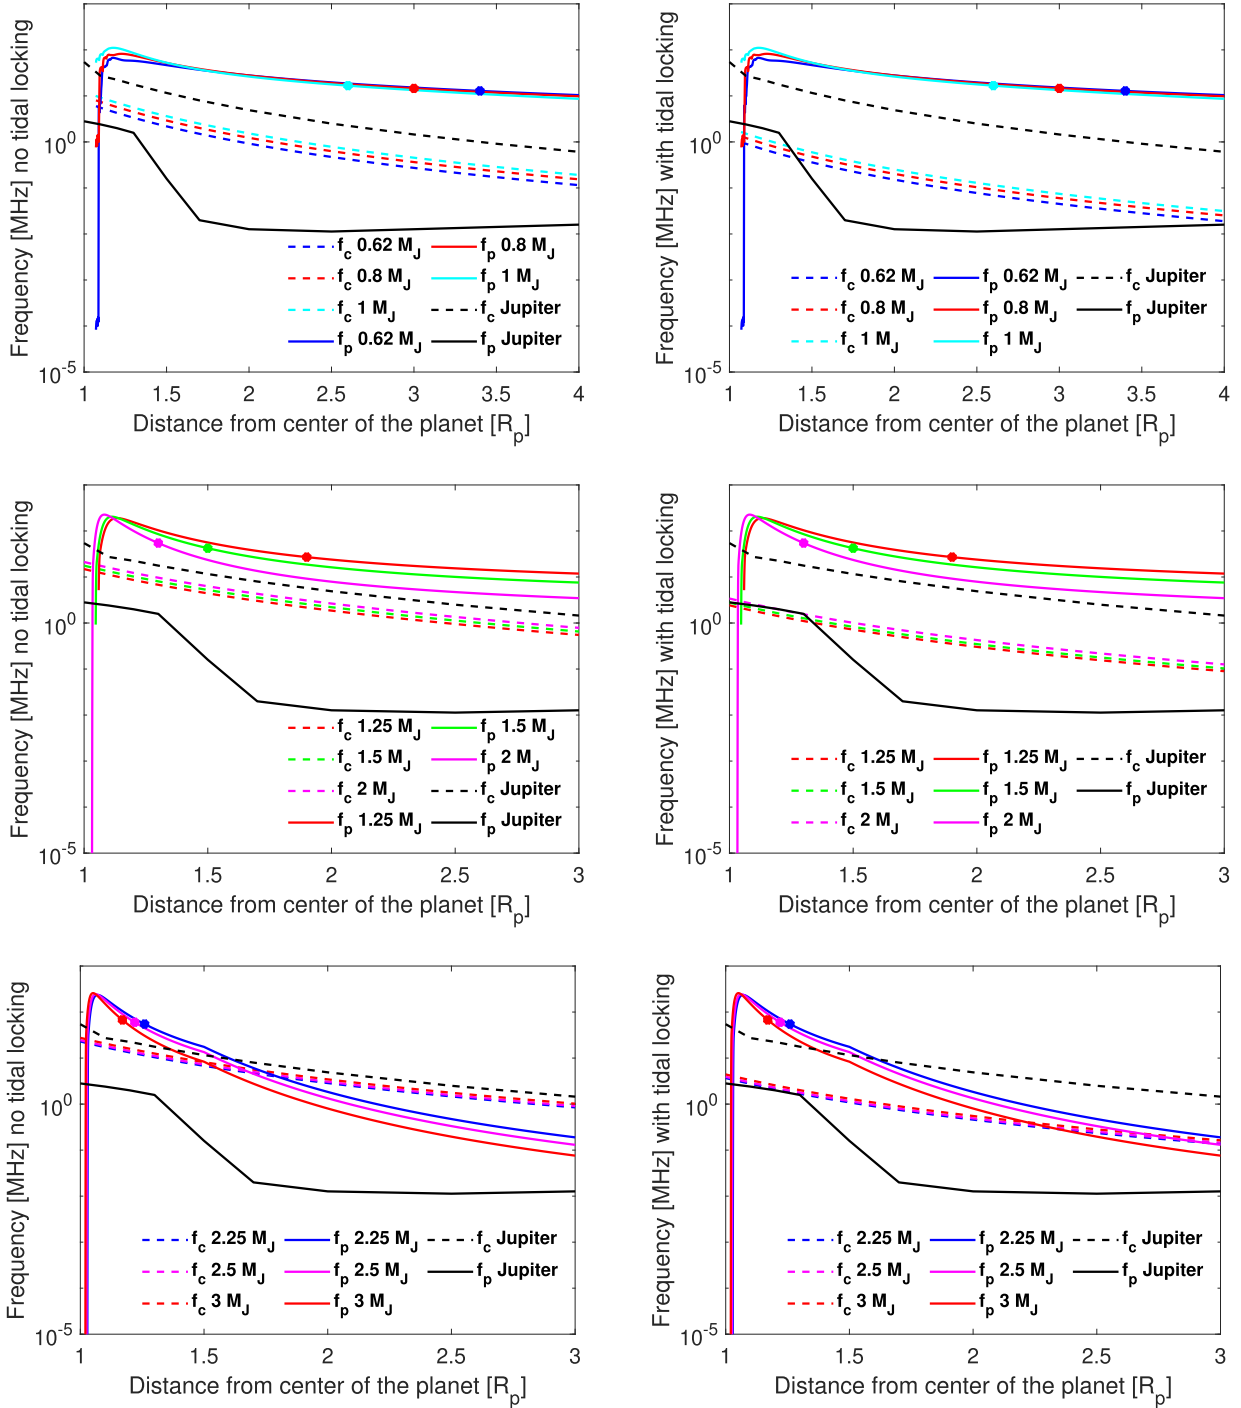 Frequency [MHz] no tidal locking
10^0
10^-5
1 1.5 2 2.5 3 3.5 4
Distance from center of the planet [R_p]
f_c 0.62 M_J f_p 0.8 M_J
f_c 0.8 M_J f_p 1 M_J
f_c 1 M_J f_c Jupiter
f_p 0.62 M_J f_p Jupiter
Frequency [MHz] with tidal locking
10^0
10^-5
1 1.5 2 2.5 3 3.5 4
Distance from center of the planet [R_p]
f_c 0.62 M_J f_p 0.62 M_J f_c Jupiter
f_c 0.8 M_J f_p 0.8 M_J f_p Jupiter
f_c 1 M_J f_p 1 M_J
Frequency [MHz] no tidal locking
10^0
10^-5
1 1.5 2 2.5 3
Distance from center of the planet [R_p]
f_c 1.25 M_J f_p 1.5 M_J
f_c 1.5 M_J f_p 2 M_J
f_c 2 M_J f_c Jupiter
f_p 1.25 M_J f_p Jupiter
Frequency [MHz] with tidal locking
10^0
10^-5
1 1.5 2 2.5 3
Distance from center of the planet [R_p]
f_c 1.25 M_J f_p 1.25 M_J f_c Jupiter
f_c 1.5 M_J f_p 1.5 M_J f_p Jupiter
f_c 2 M_J f_p 2 M_J
Frequency [MHz] no tidal locking
10^0
10^-5
1 1.5 2 2.5 3
Distance from center of the planet [R_p]
f_c 2.25 M_J f_p 2.25 M_J f_c Jupiter
f_c 2.5 M_J f_p 2.5 M_J f_p Jupiter
f_c 3 M_J f_p 3 M_J
Frequency [MHz] with tidal locking
10^0
10^-5
1 1.5 2 2.5 3
Distance from center of the planet [R_p]
f_c 2.25 M_J f_p 2.25 M_J f_c Jupiter
f_c 2.5 M_J f_p 2.5 M_J f_p Jupiter
f_c 3 M_J f_p 3 M_J